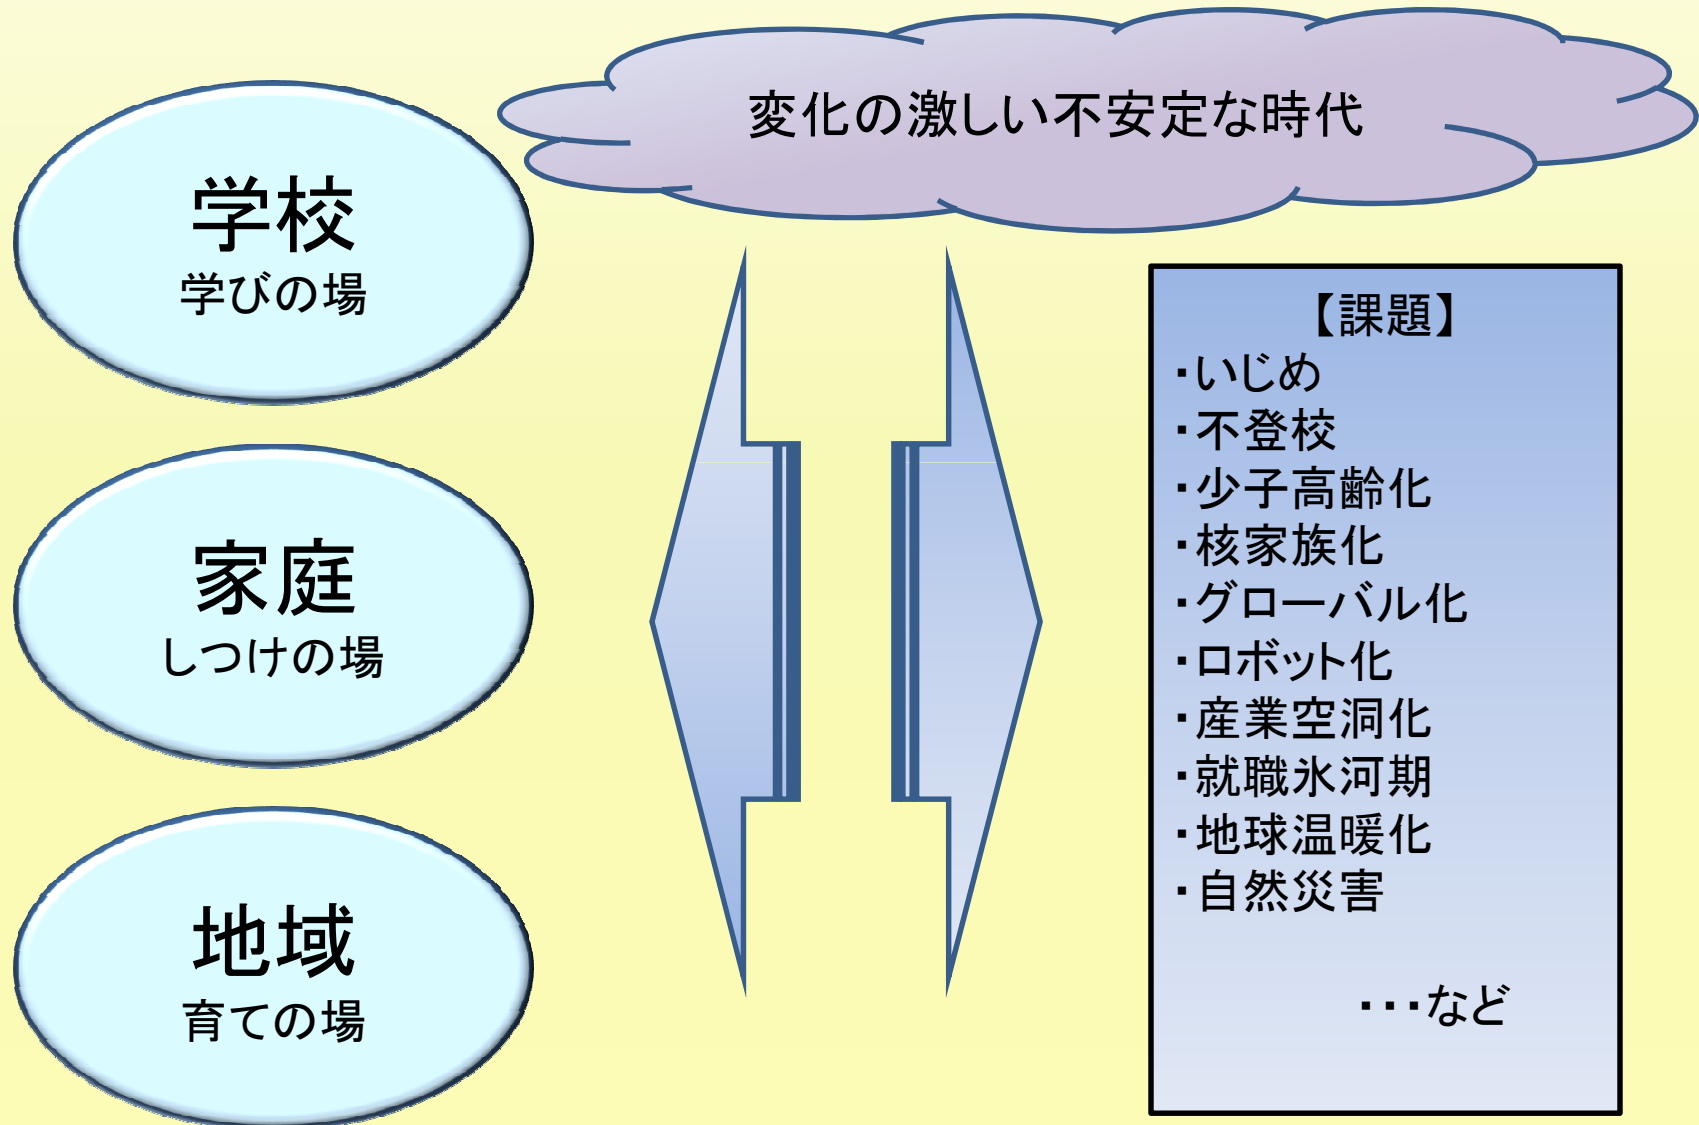 変化の激しい不安定な時代
学校
学びの場
家庭
しつけの場
地域
育ての場
【課題】
・いじめ
・不登校
・少子高齢化
・核家族化
・グローバル化
・ロボット化
・産業空洞化
・就職氷河期
・地球温暖化
・自然災害
・・・など